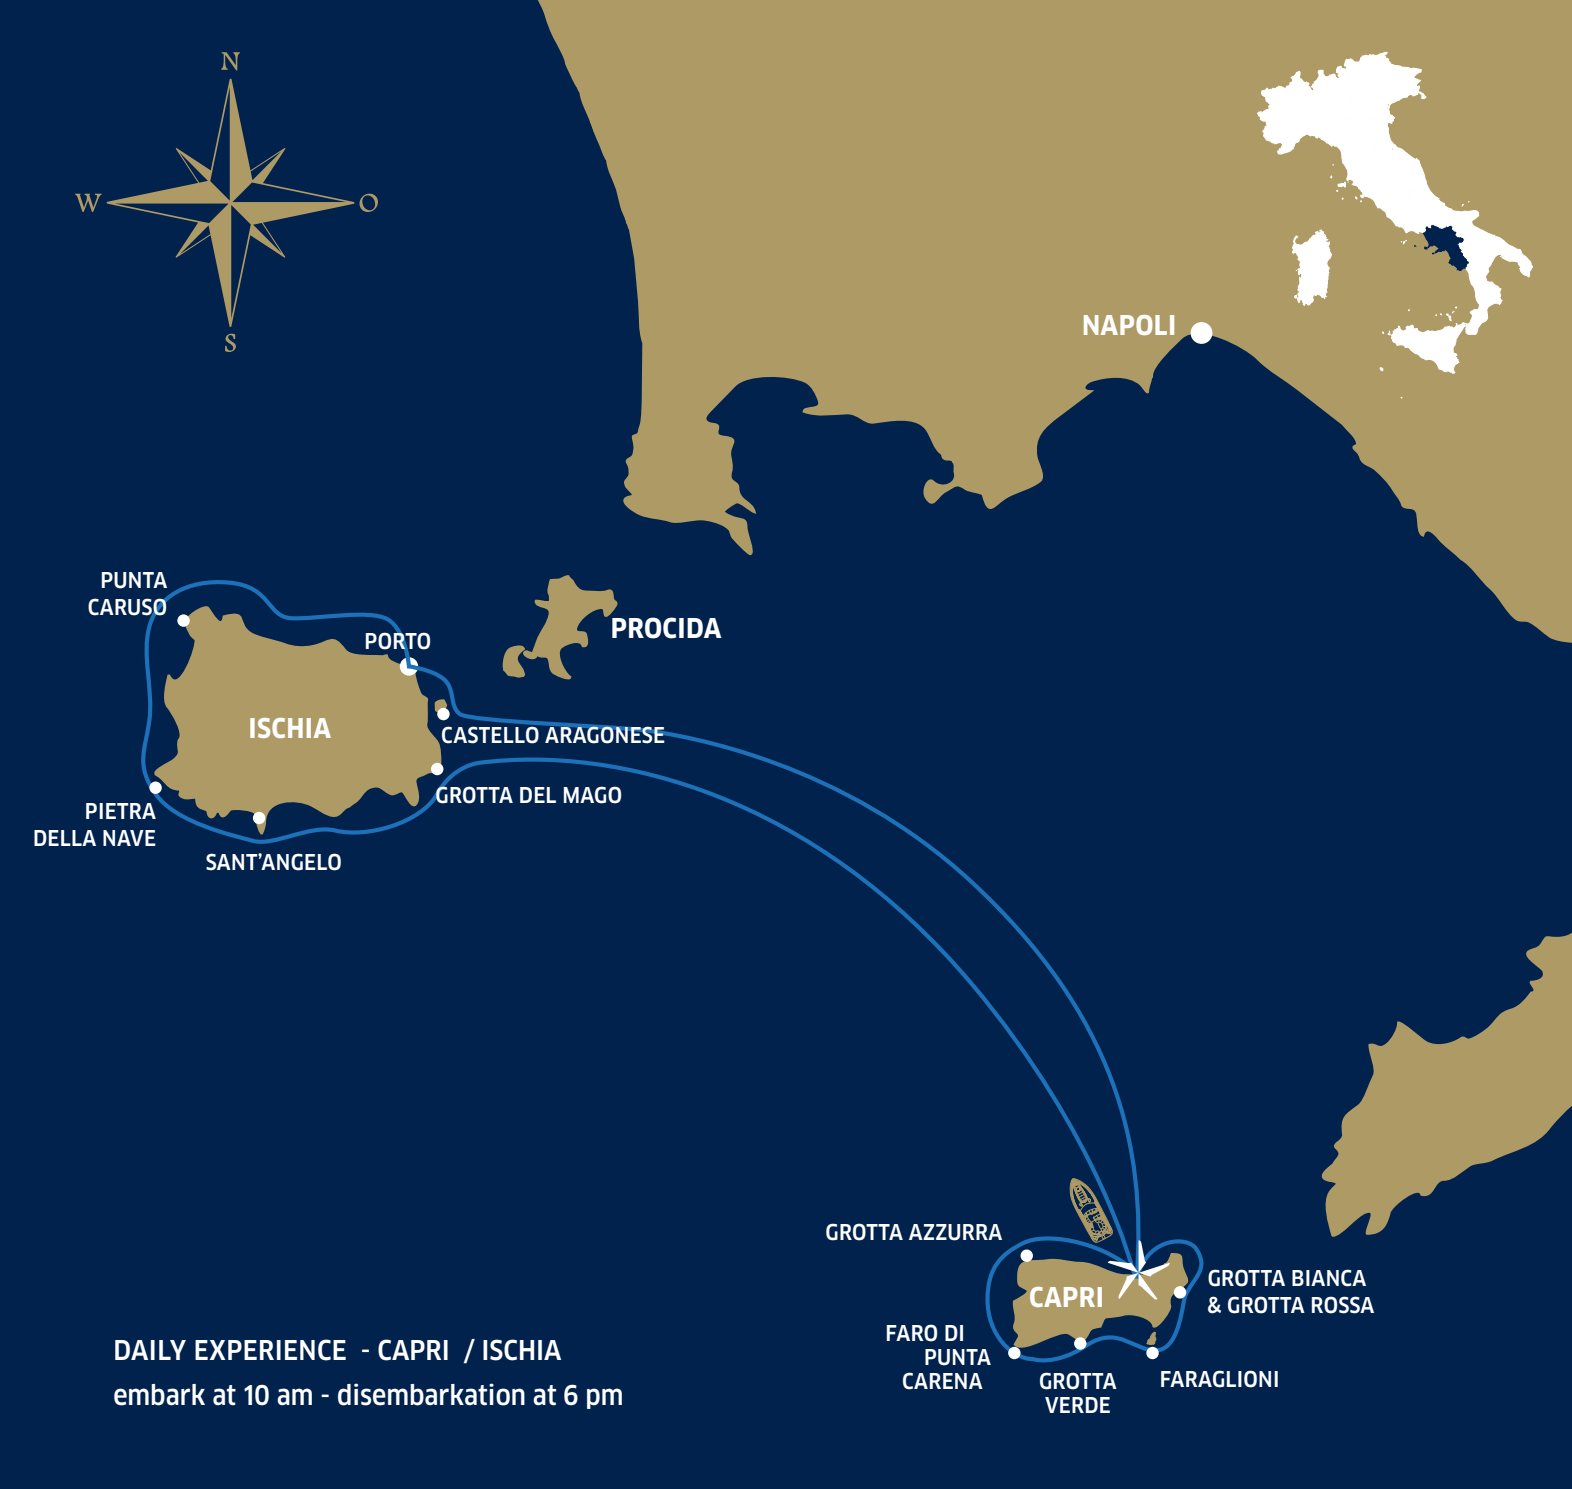 N
W
O
S
NAPOLI
PUNTA
CARUSO
PORTO
PROCIDA
ISCHIA
CASTELLO ARAGONESE
GROTTA DEL MAGO
PIETRA
DELLA NAVE
SANT'ANGELO
GROTTA AZZURRA
CAPRI
GROTTA BIANCA
& GROTTA ROSSA
FARO DI
PUNTA
CARENA
GROTTA
VERDE
FARAGLIONI
DAILY EXPERIENCE - CAPRI / ISCHIA
embark at 10 am - disembarkation at 6 pm